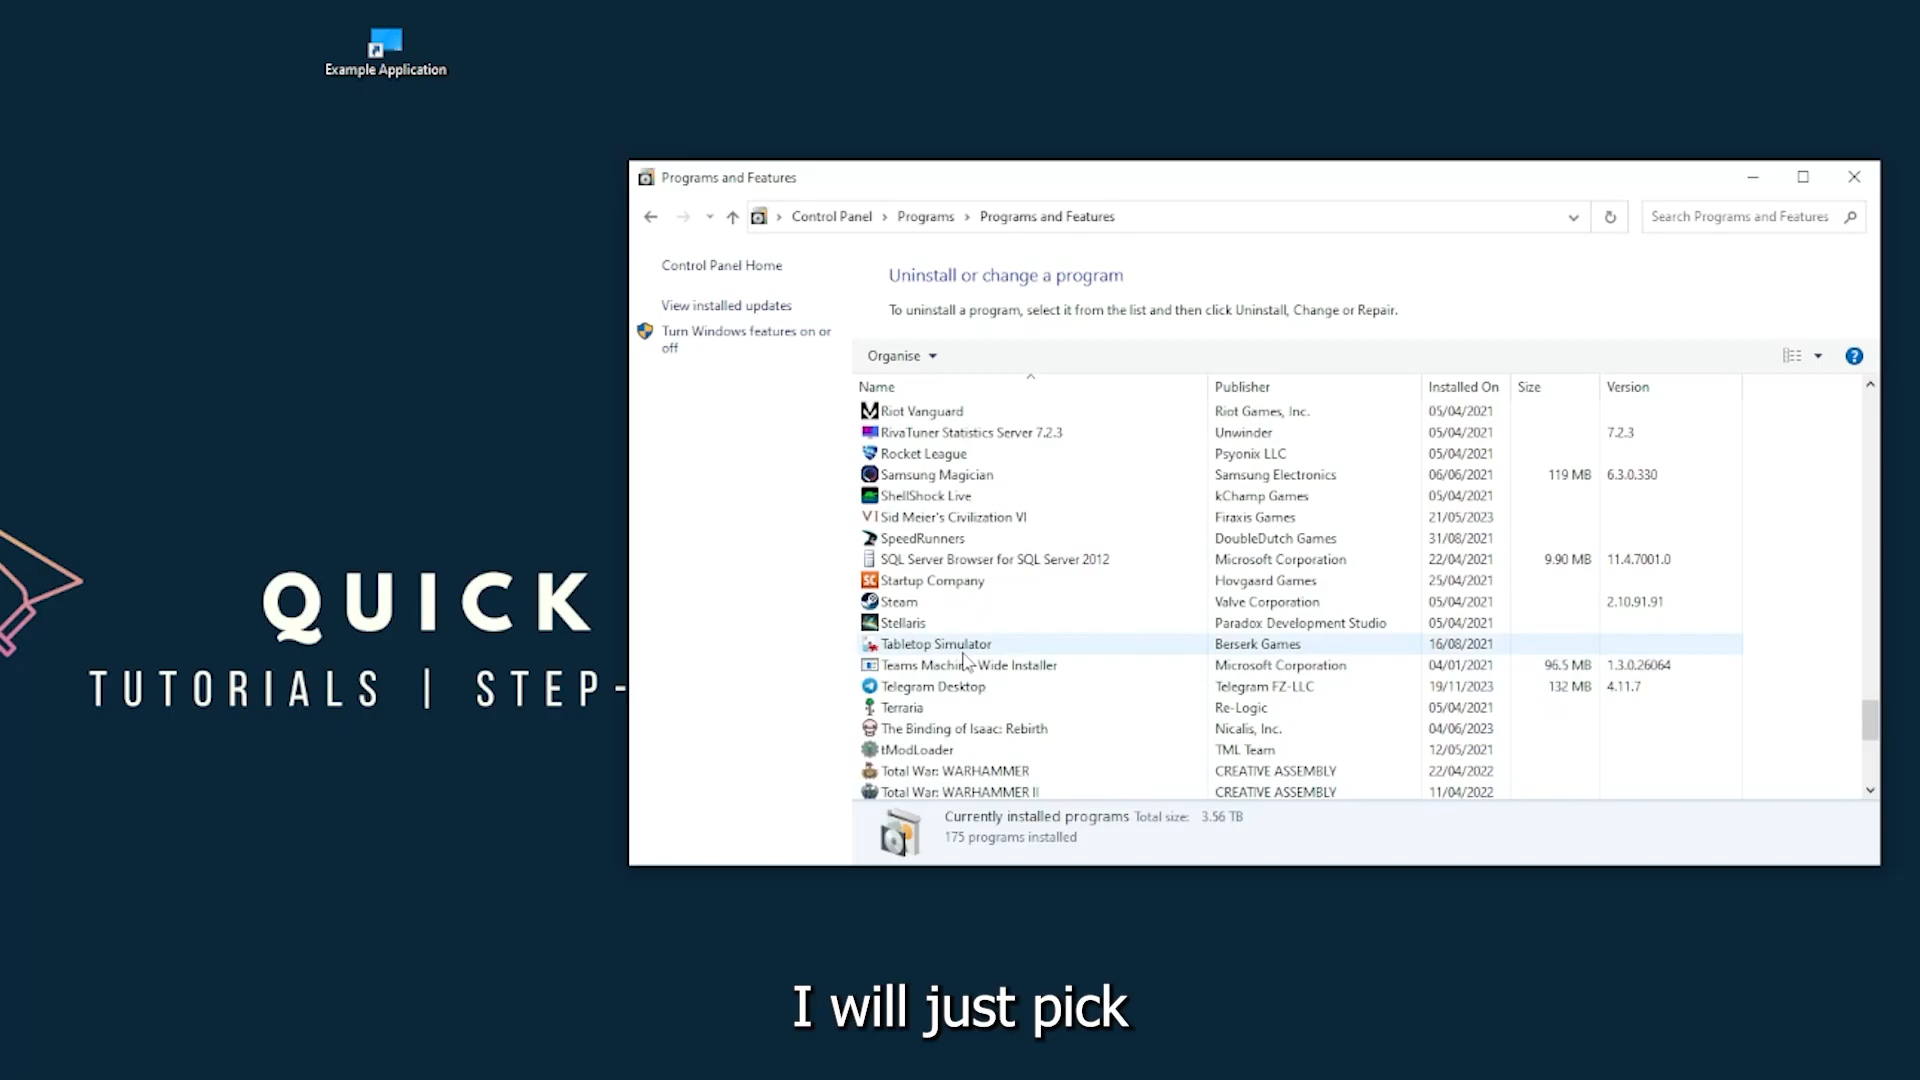 Example Application
QUICK
TUTORIALS | STEP-
Programs and Features
Control Panel › Programs › Programs and Features
Search Programs and Features
Control Panel Home
View installed updates
Turn Windows features on or
off
Uninstall or change a program
To uninstall a program, select it from the list and then click Uninstall, Change or Repair.
Organise
Name Publisher Installed On Size Version
Riot Vanguard Riot Games, Inc. 05/04/2021
RivaTuner Statistics Server 7.2.3 Unwinder 05/04/2021 7.2.3
Rocket League Psyonix LLC 05/04/2021
Samsung Magician Samsung Electronics 06/06/2021 119 MB 6.3.0.330
ShellShock Live kChamp Games 05/04/2021
VI Sid Meier's Civilization VI Firaxis Games 21/05/2023
SpeedRunners DoubleDutch Games 31/08/2021
SQL Server Browser for SQL Server 2012 Microsoft Corporation 22/04/2021 9.90 MB 11.4.7001.0
SC Startup Company Hovgaard Games 25/04/2021
Steam Valve Corporation 05/04/2021 2.10.91.91
Stellaris Paradox Development Studio 05/04/2021
Tabletop Simulator Berserk Games 16/08/2021
Teams Machine-Wide Installer Microsoft Corporation 04/01/2021 96.5 MB 1.3.0.26064
Telegram Desktop Telegram FZ-LLC 19/11/2023 132 MB 4.11.7
Terraria Re-Logic 05/04/2021
The Binding of Isaac: Rebirth Nicalis, Inc. 04/06/2023
tModLoader TML Team 12/05/2021
Total War: WARHAMMER CREATIVE ASSEMBLY 22/04/2022
Total War: WARHAMMER II CREATIVE ASSEMBLY 11/04/2022
Currently installed programs Total size: 3.56 TB
175 programs installed
I will just pick